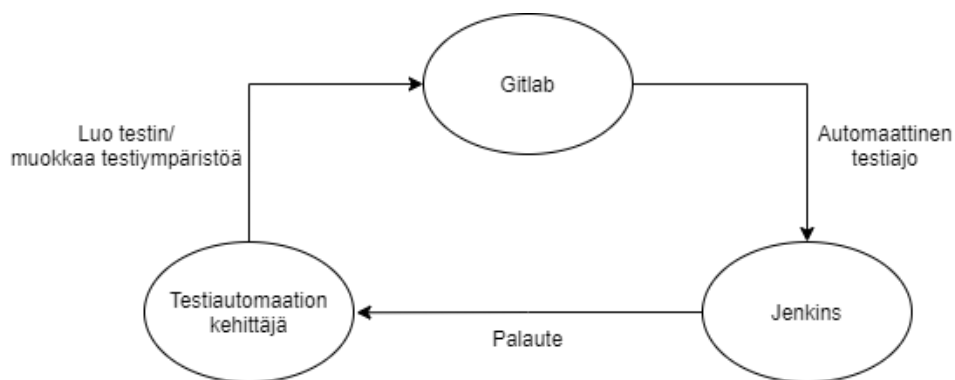 Gitlab
Luo testin/
muokkaa testiympäristöä
Automaattinen
testiajo
Testiautomaation
kehittäjä
Jenkins
Palaute